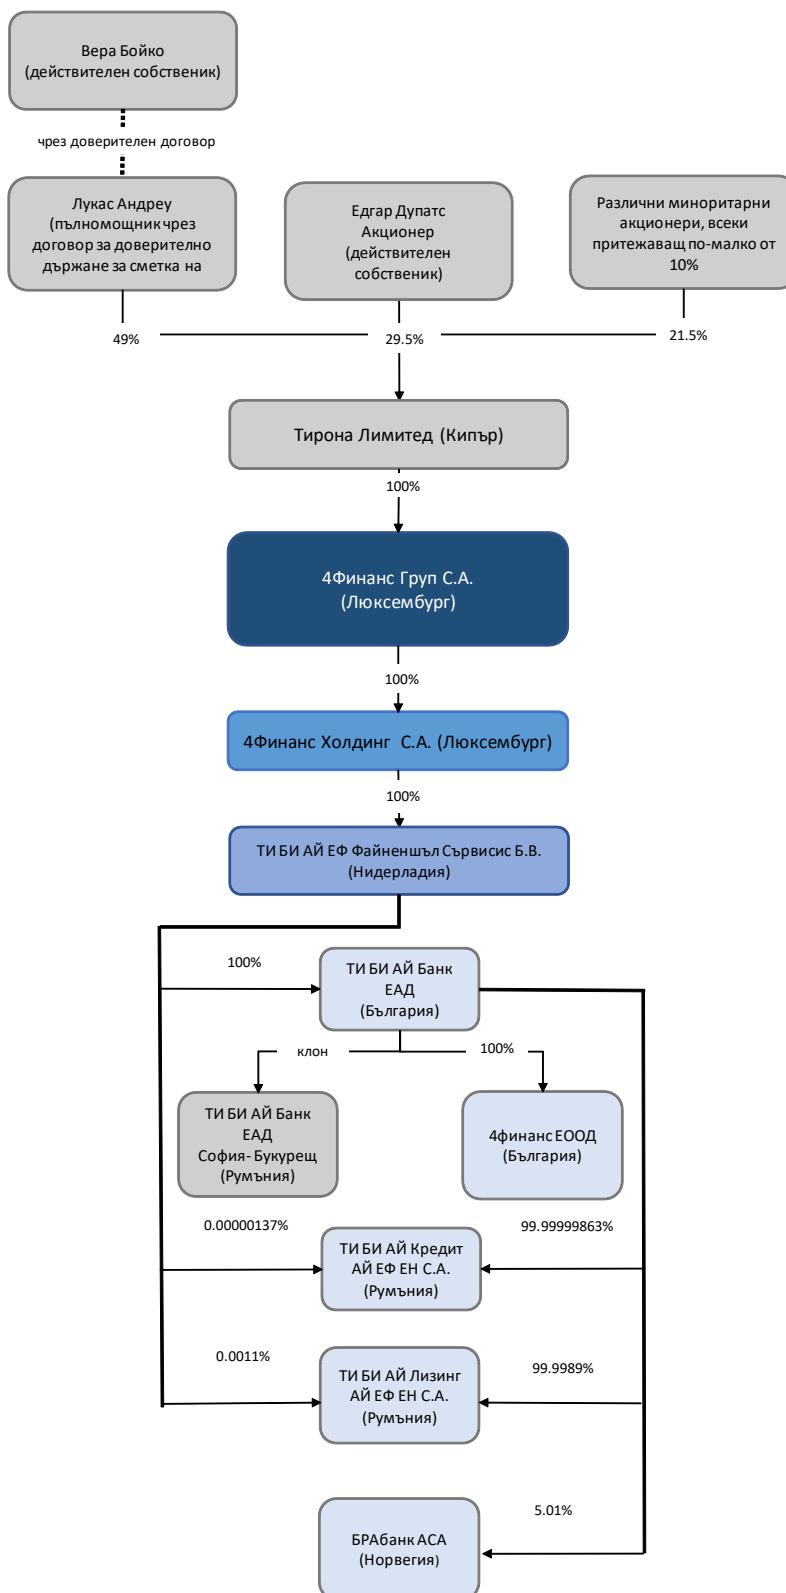 Вера Бойко
(действителен собственик)
чрез доверителен договор
Лукас Андреу
(пълномощник чрез
договор за доверително
държане за сметка на
Едгар Дупатс
Акционер
(действителен
собственик)
Различни миноритарни
акционери, всеки
притежаващ по-малко от
10%
49%
29.5%
21.5%
Тирона Лимитед (Кипър)
100%
4Финанс Груп С.А.
(Люксембург)
100%
4Финанс Холдинг С.А. (Люксембург)
100%
ТИ БИ АЙ ЕФ Файненшъл Сървисис Б.В.
(Нидерладия)
100%
ТИ БИ АЙ Банк
ЕАД
(България)
клон
100%
ТИ БИ АЙ Банк
ЕАД
София- Букурещ
(Румъния)
4финанс ЕООД
(България)
0.00000137%
99.99999863%
ТИ БИ АЙ Кредит
АЙ ЕФ ЕН С.А.
(Румъния)
0.0011%
99.9989%
ТИ БИ АЙ Лизинг
АЙ ЕФ ЕН С.А.
(Румъния)
5.01%
БРАбанк АСА
(Норвегия)